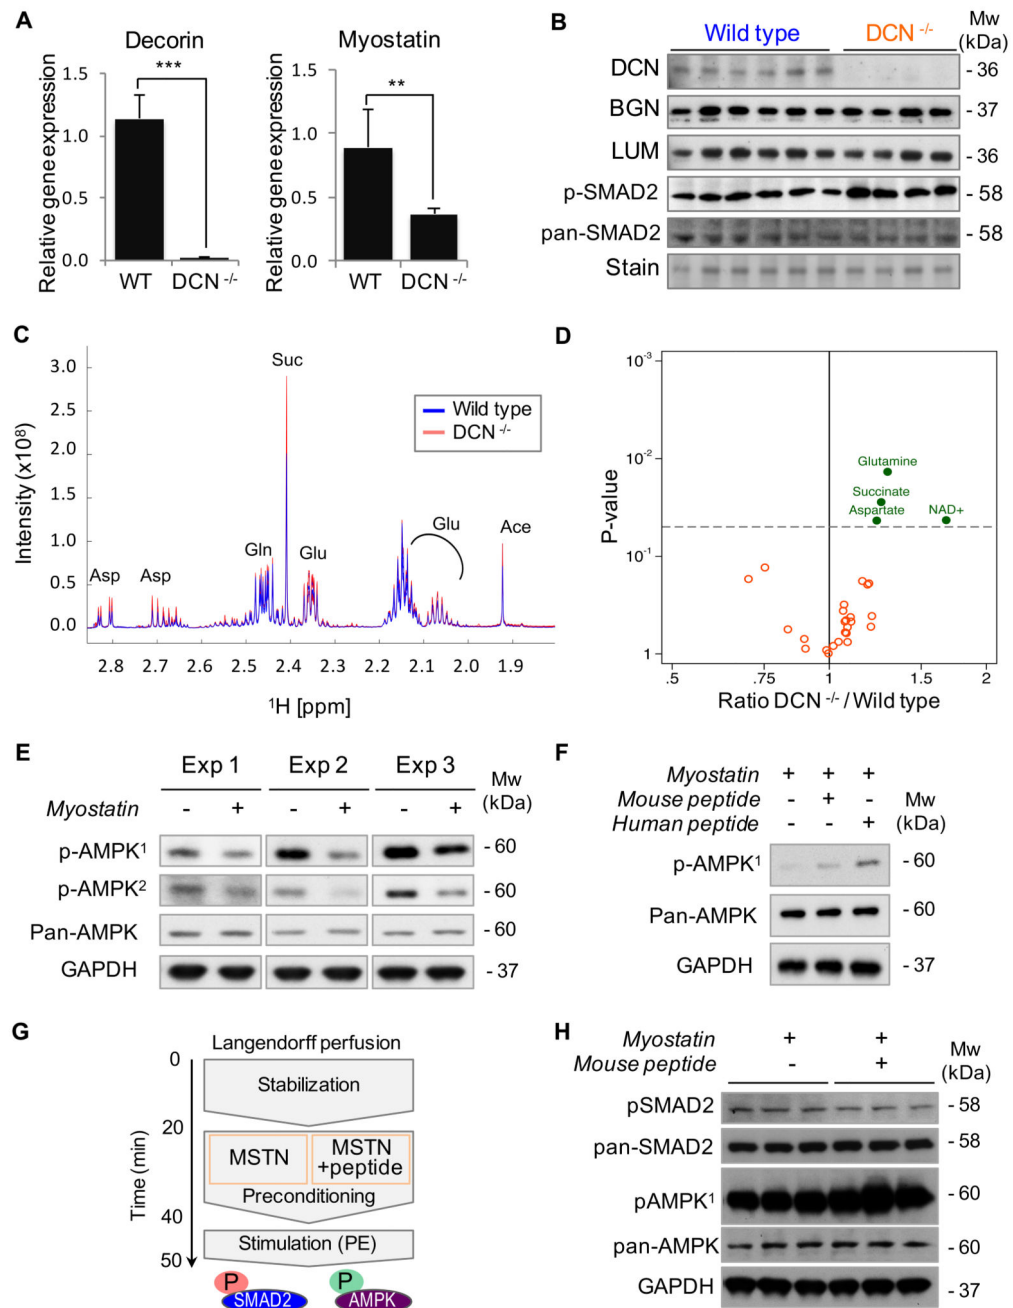 A
Decorin
***
Relative gene expression
1.5
1.0
0.5
0.0
WT DCN -/-
Myostatin
**
Relative gene expression
1.5
1.0
0.5
0.0
WT DCN -/-
B
Wild type DCN -/- Mw (kDa)
DCN - 36
BGN - 37
LUM - 36
p-SMAD2 - 58
pan-SMAD2 - 58
Stain
C
Intensity (x10⁸)
3.0
2.5
2.0
1.5
1.0
0.5
0.0
Suc
Wild type
DCN -/-
Asp Asp Gln Glu Glu Ace
2.8 2.7 2.6 2.5 2.4 2.3 2.2 2.1 2.0 1.9
¹H [ppm]
D
P-value
10⁻³
10⁻²
10⁻¹
1
Glutamine
Succinate
Aspartate NAD+
.5 .75 1 1.5 2
Ratio DCN -/- / Wild type
E
Exp 1 Exp 2 Exp 3 Mw
(kDa)
Myostatin - + - + - +
p-AMPK¹ - 60
p-AMPK² - 60
Pan-AMPK - 60
GAPDH - 37
F
Myostatin + + +
Mouse peptide - + - Mw
Human peptide - - + (kDa)
p-AMPK¹ - 60
Pan-AMPK - 60
GAPDH - 37
G
Langendorff perfusion
Time (min)
0
20
40
50
Stabilization
MSTN MSTN
+peptide
Preconditioning
Stimulation (PE)
P P
SMAD2 AMPK
H
Myostatin + + Mw
Mouse peptide - + (kDa)
pSMAD2 - 58
pan-SMAD2 - 58
pAMPK¹ - 60
pan-AMPK - 60
GAPDH - 37